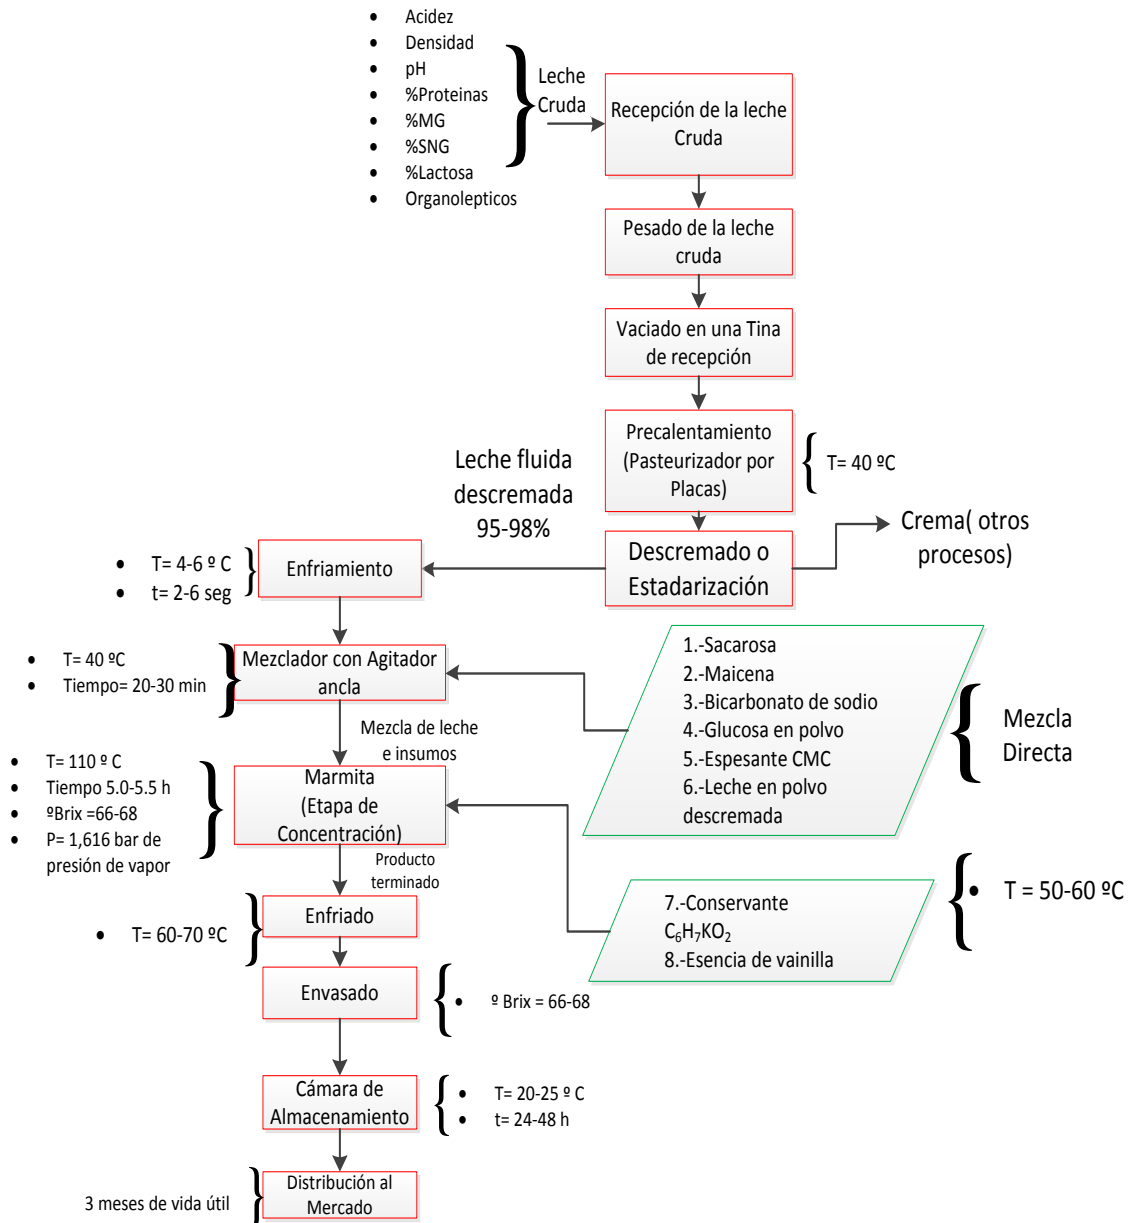 • Acidez
• Densidad
• pH
• %Proteinas
• %MG
• %SNG
• %Lactosa
• Organolepticos
Leche
Cruda
Recepción de la leche
Cruda
Pesado de la leche
cruda
Vaciado en una Tina
de recepción
Precalentamiento
(Pasteurizador por
Placas)
T= 40 ºC
Leche fluida
descremada
95-98%
Descremado o
Estadarización
Crema( otros
procesos)
• T= 4-6 º C
• t= 2-6 seg
Enfriamiento
• T= 40 ºC
• Tiempo= 20-30 min
Mezclador con Agitador
ancla
1.-Sacarosa
2.-Maicena
3.-Bicarbonato de sodio
4.-Glucosa en polvo
5.-Espesante CMC
6.-Leche en polvo
descremada
Mezcla
Directa
Mezcla de leche
e insumos
• T= 110 º C
• Tiempo 5.0-5.5 h
• ºBrix =66-68
• P= 1,616 bar de
presión de vapor
Marmita
(Etapa de
Concentración)
Producto
terminado
7.-Conservante
C₆H₇KO₂
8.-Esencia de vainilla
• T = 50-60 ºC
• T= 60-70 ºC
Enfriado
Envasado
• º Brix = 66-68
Cámara de
Almacenamiento
• T= 20-25 º C
• t= 24-48 h
3 meses de vida útil
Distribución al
Mercado